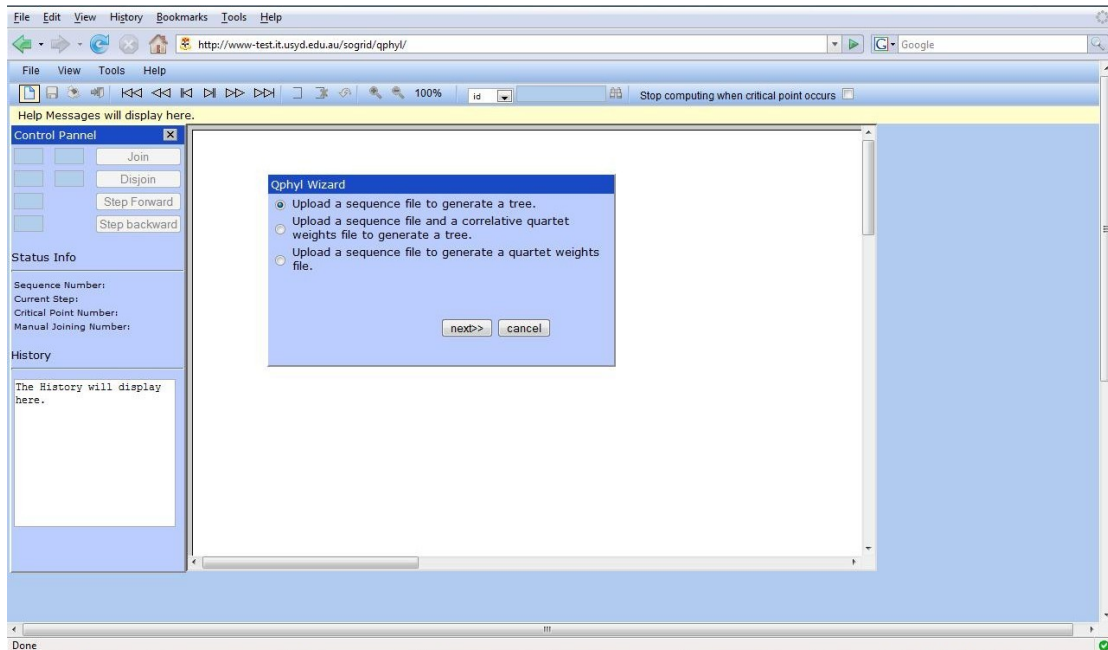 File Edit View History Bookmarks Tools Help
http://www-test.it.usyd.edu.au/sogrid/qphyl/
G Google
File View Tools Help
100% id Stop computing when critical point occurs
Help Messages will display here.
Control Pannel
Join
Disjoin
Step Forward
Step backward
Status Info
Sequence Number:
Current Step:
Critical Point Number:
Manual Joining Number:
History
The History will display
here.
Qphyl Wizard
Upload a sequence file to generate a tree.
Upload a sequence file and a correlative quartet
weights file to generate a tree.
Upload a sequence file to generate a quartet weights
file.
next>> cancel
Done